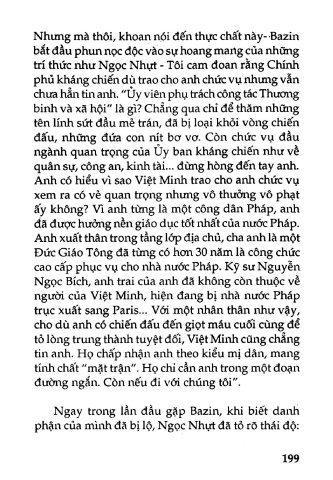 Nhưng mà thôi, khoan nói đến thực chất này- Bazin
bắt đầu phun nọc độc vào sự hoang mang của những
trí thức như Ngọc Nhựt - Tôi cam đoan rằng Chính
phủ kháng chiến dù trao cho anh chức vụ nhưng vẫn
chưa hẳn tin anh. “Ủy viên phụ trách công tác Thương
binh và xã hội” là gì? Chẳng qua chỉ để thăm những
tên lính sứt đầu mẻ trán, đã bị loại khỏi vòng chiến
đấu, những đứa con nít bơ vơ. Còn chức vụ đầu
ngành quan trọng của Ủy ban kháng chiến như về
quân sự, công an, kinh tài... đừng hòng đến tay anh.
Anh có hiểu vì sao Việt Minh trao cho anh chức vụ
xem ra có vẻ quan trọng nhưng vô thưởng vô phạt
ấy không? Vì anh từng là một công dân Pháp, anh
đã được hưởng nền giáo dục tốt nhất của nước Pháp.
Anh xuất thân trong tầng lớp địa chủ, cha anh là một
Đức Giáo Tông đã từng có hơn 30 năm là công chức
cao cấp phục vụ cho nhà nước Pháp. Kỹ sư Nguyễn
Ngọc Bích, anh trai của anh đã không còn thuộc về
người của Việt Minh, hiện đang bị nhà nước Pháp
trục xuất sang Paris... Với một nhân thân như vậy,
cho dù anh có chiến đấu đến giọt máu cuối cùng để
tỏ lòng trung thành tuyệt đối, Việt Minh cũng chẳng
tin anh. Họ chấp nhận anh theo kiểu mị dân, mang
tính chất “mặt trận”. Họ chỉ cần anh trong một đoạn
đường ngắn. Còn nếu đi với chúng tôi”.
Ngay trong lần đầu gặp Bazin, khi biết danh
phận của mình đã bị lộ, Ngọc Nhựt đã tỏ rõ thái độ:
199